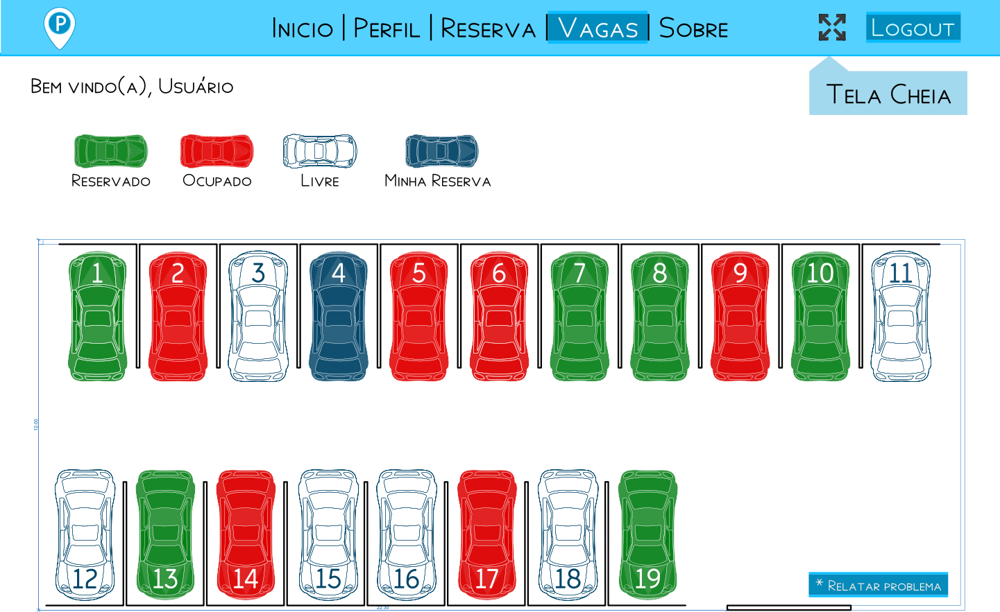 P
Inicio | Perfil | Reserva | Vagas | Sobre
Logout
Tela Cheia
Bem vindo(a), Usuário
Reservado Ocupado Livre Minha Reserva
1 2 3 4 5 6 7 8 9 10 11
12.00
12 13 14 15 16 17 18 19
* Relatar problema
22.30